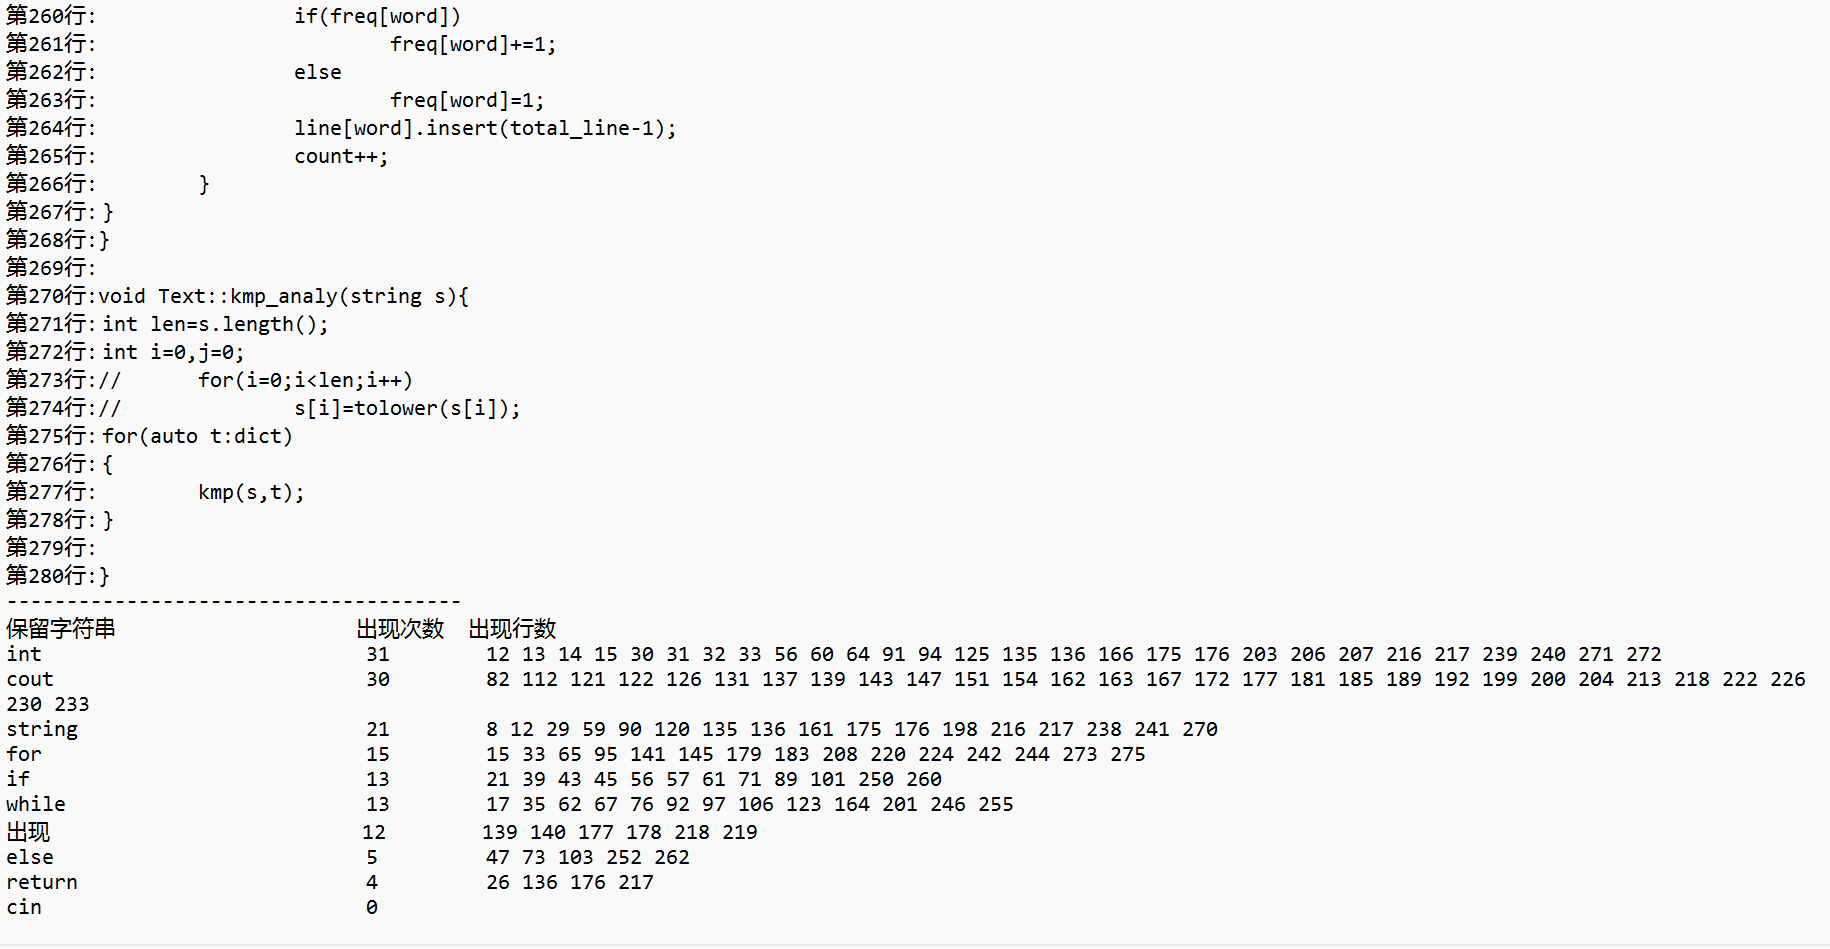 第260行:                if(freq[word])
第261行:                        freq[word]+=1;
第262行:                else
第263行:                        freq[word]=1;
第264行:                line[word].insert(total_line-1);
第265行:                count++;
第266行:        }
第267行:}
第268行:}
第269行:
第270行:void Text::kmp_analy(string s){
第271行:int len=s.length();
第272行:int i=0,j=0;
第273行://      for(i=0;i<len;i++)
第274行://              s[i]=tolower(s[i]);
第275行:for(auto t:dict)
第276行:{
第277行:        kmp(s,t);
第278行:}
第279行:
第280行:}
--------------------------------------
保留字符串 出现次数 出现行数
int 31 12 13 14 15 30 31 32 33 56 60 64 91 94 125 135 136 166 175 176 203 206 207 216 217 239 240 271 272
cout 30 82 112 121 122 126 131 137 139 143 147 151 154 162 163 167 172 177 181 185 189 192 199 200 204 213 218 222 226
230 233
string 21 8 12 29 59 90 120 135 136 161 175 176 198 216 217 238 241 270
for 15 15 33 65 95 141 145 179 183 208 220 224 242 244 273 275
if 13 21 39 43 45 56 57 61 71 89 101 250 260
while 13 17 35 62 67 76 92 97 106 123 164 201 246 255
出现 12 139 140 177 178 218 219
else 5 47 73 103 252 262
return 4 26 136 176 217
cin 0